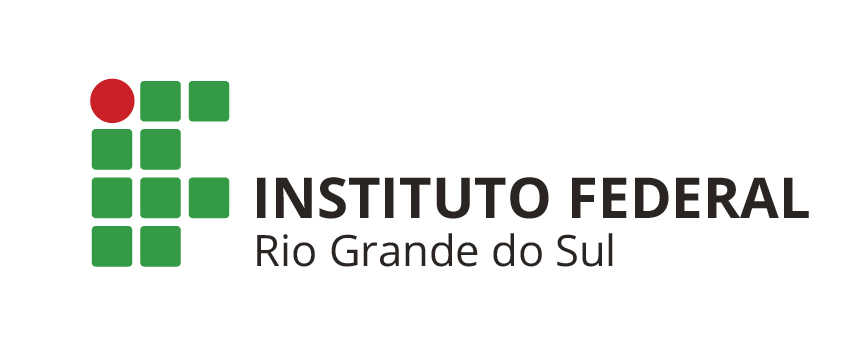 INSTITUTO FEDERAL
Rio Grande do Sul